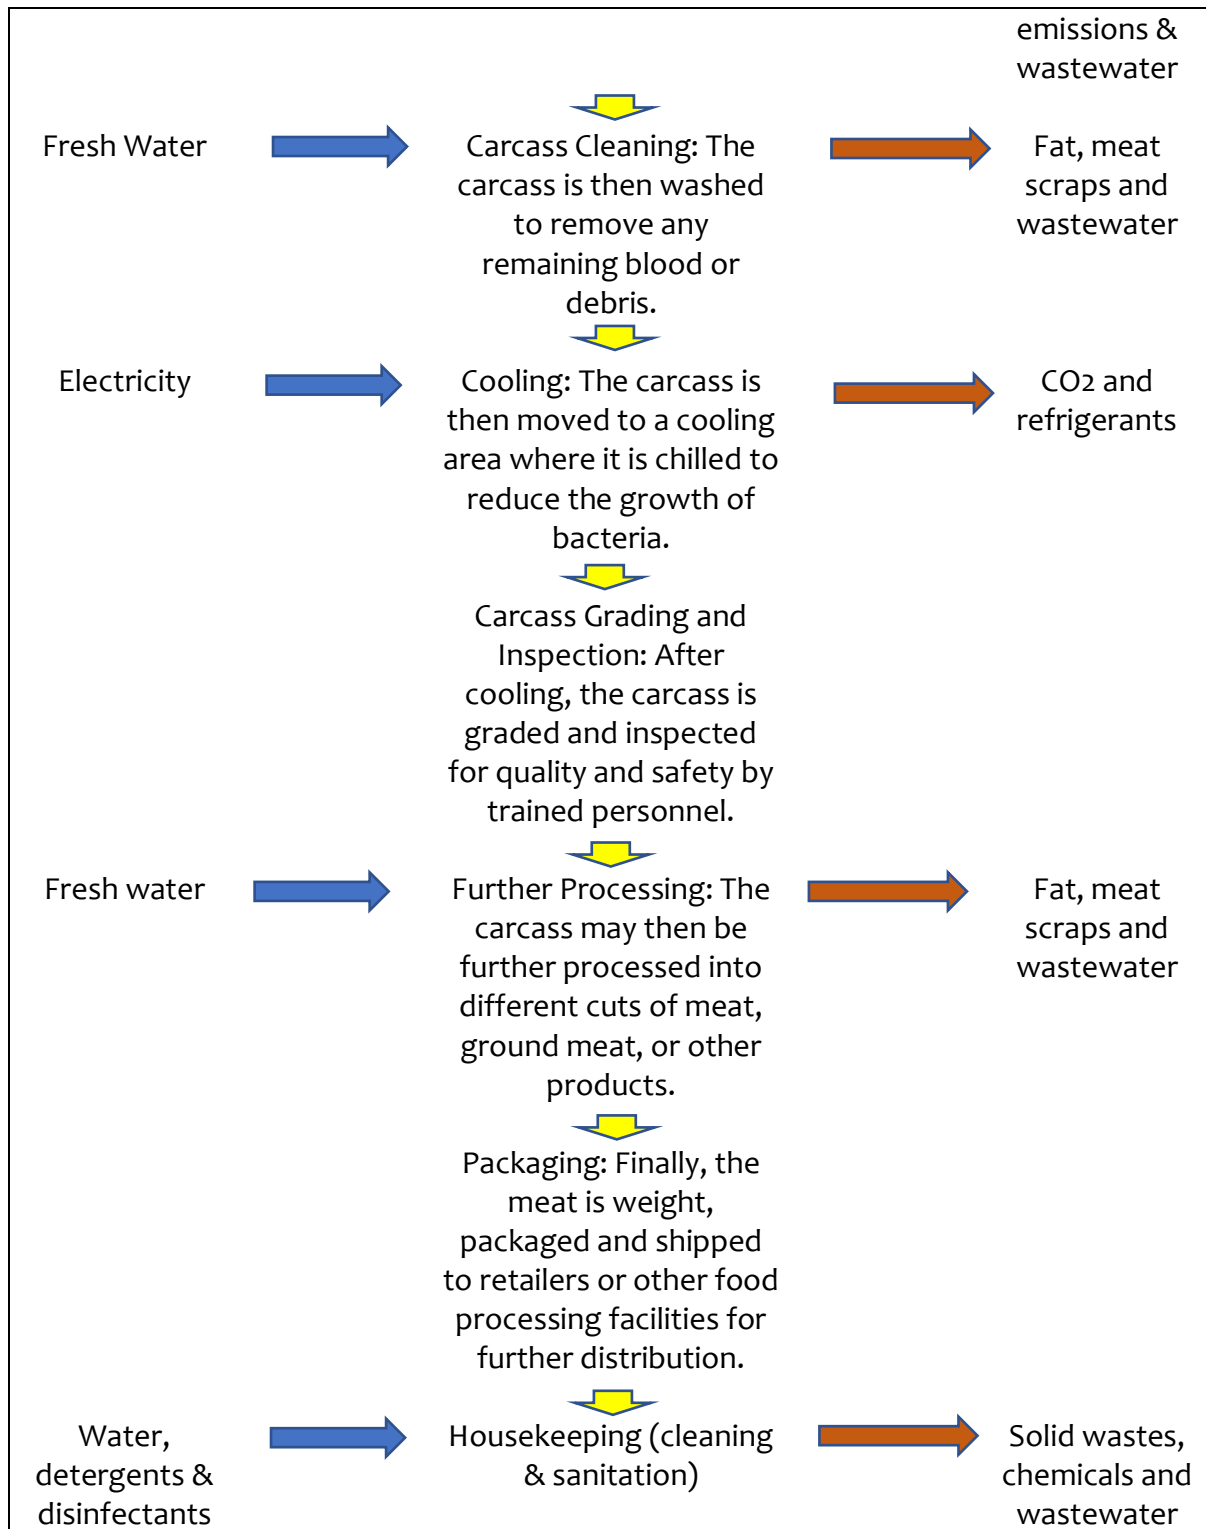 emissions &
wastewater
Fresh Water
Carcass Cleaning: The
carcass is then washed
to remove any
remaining blood or
debris.
Fat, meat
scraps and
wastewater
Electricity
Cooling: The carcass is
then moved to a cooling
area where it is chilled to
reduce the growth of
bacteria.
CO2 and
refrigerants
Carcass Grading and
Inspection: After
cooling, the carcass is
graded and inspected
for quality and safety by
trained personnel.
Fresh water
Further Processing: The
carcass may then be
further processed into
different cuts of meat,
ground meat, or other
products.
Fat, meat
scraps and
wastewater
Packaging: Finally, the
meat is weight,
packaged and shipped
to retailers or other food
processing facilities for
further distribution.
Water,
detergents &
disinfectants
Housekeeping (cleaning
& sanitation)
Solid wastes,
chemicals and
wastewater